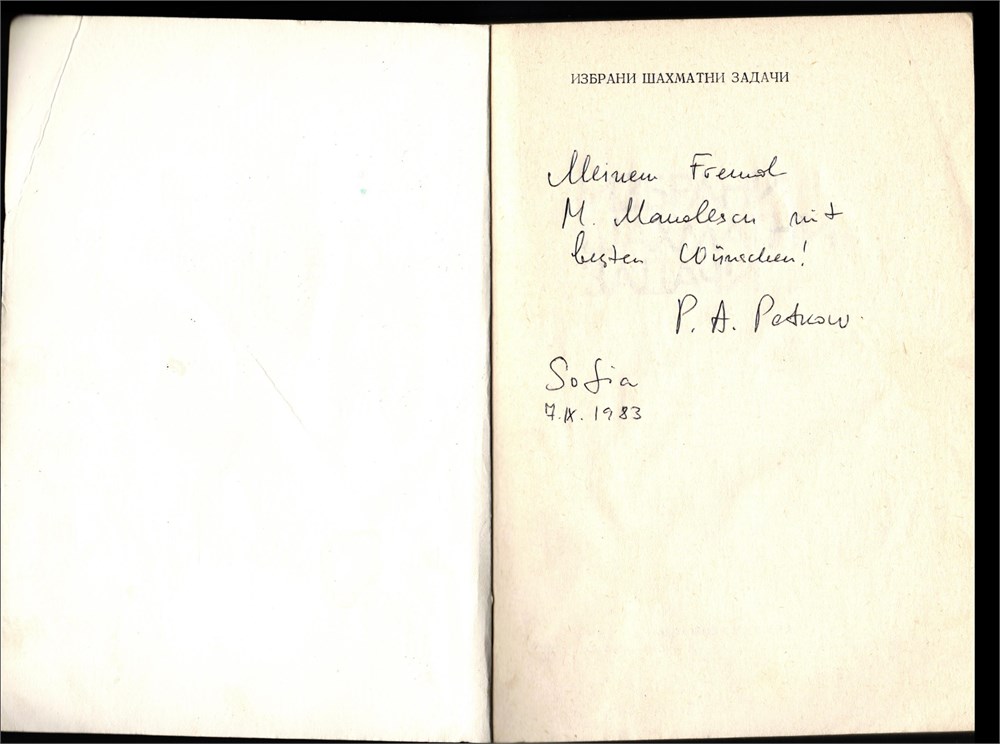 ИЗБРАНИ ШАХМАТНИ ЗАДАЧИ
Meinem Freund
M. Manolescu mit
besten Wünschen!
P. A. Petkow.
Sofia
7.IX.1983